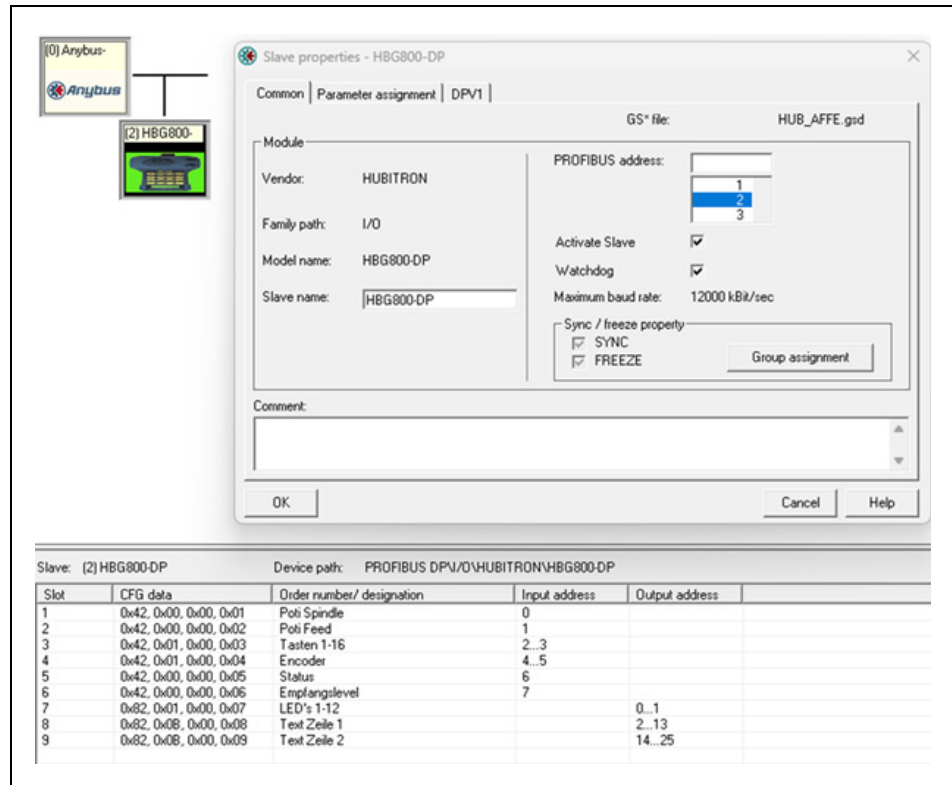 (0) Anybus-
Anybus
(2) HBG800-
Slave properties - HBG800-DP
Common Parameter assignment DPV1
GS* file: HUB_AFFE.gsd
Module
Vendor: HUBITRON
Family path: I/O
Model name: HBG800-DP
Slave name: HBG800-DP
PROFIBUS address:
1
2
3
Activate Slave
Watchdog
Maximum baud rate: 12000 kBit/sec
Sync / freeze property
SYNC
FREEZE
Group assignment
Comment:
OK Cancel Help
Slave: (2) HBG800-DP Device path: PROFIBUS DP\I/O\HUBITRON\HBG800-DP
Slot CFG data Order number/ designation Input address Output address
1 0x42, 0x00, 0x00, 0x01 Poti Spindle 0
2 0x42, 0x00, 0x00, 0x02 Poti Feed 1
3 0x42, 0x01, 0x00, 0x03 Tasten 1-16 2...3
4 0x42, 0x01, 0x00, 0x04 Encoder 4...5
5 0x42, 0x00, 0x00, 0x05 Status 6
6 0x42, 0x00, 0x00, 0x06 Empfangslevel 7
7 0x82, 0x01, 0x00, 0x07 LED's 1-12 0...1
8 0x82, 0x0B, 0x00, 0x08 Text Zeile 1 2...13
9 0x82, 0x0B, 0x00, 0x09 Text Zeile 2 14...25